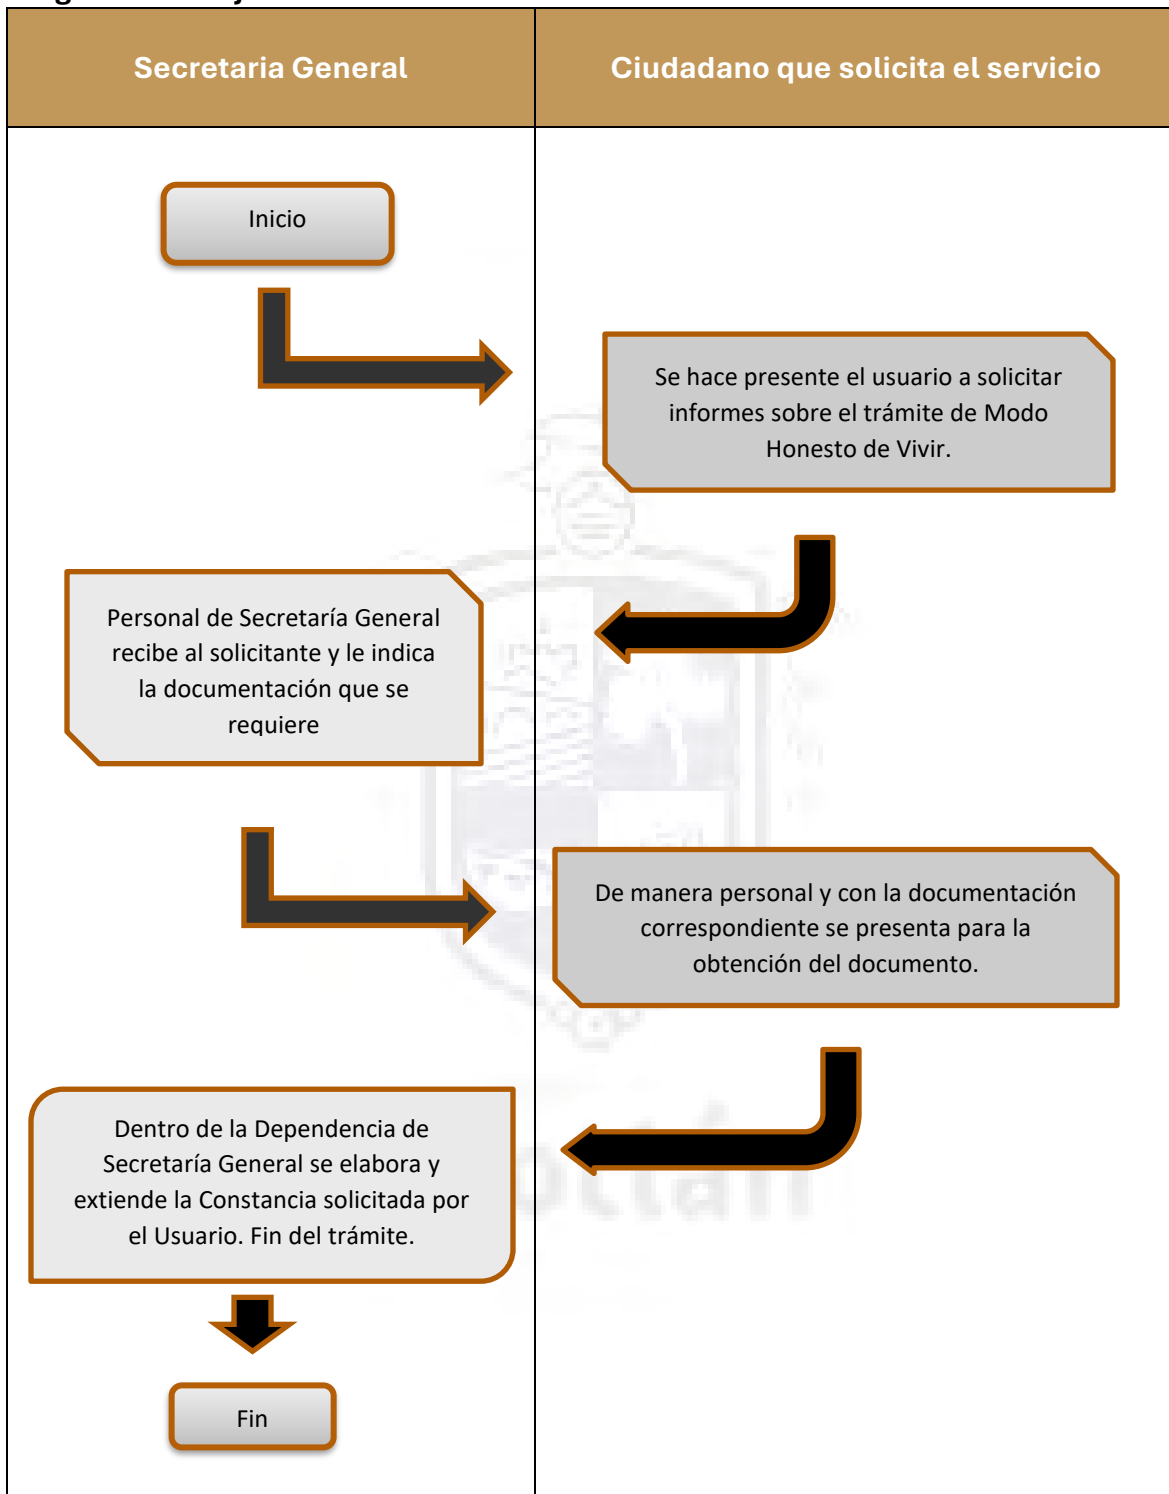 Secretaria General
Ciudadano que solicita el servicio
Inicio
Se hace presente el usuario a solicitar
informes sobre el trámite de Modo
Honesto de Vivir.
Personal de Secretaría General
recibe al solicitante y le indica
la documentación que se
requiere
De manera personal y con la documentación
correspondiente se presenta para la
obtención del documento.
Dentro de la Dependencia de
Secretaría General se elabora y
extiende la Constancia solicitada por
el Usuario. Fin del trámite.
Fin